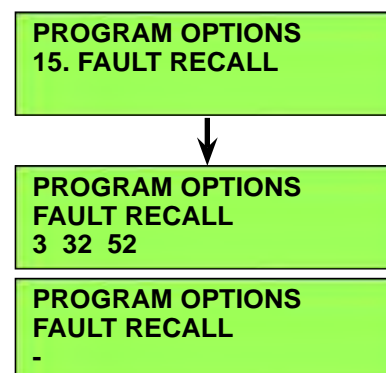 PROGRAM OPTIONS
15. FAULT RECALL
PROGRAM OPTIONS
FAULT RECALL
3 32 52
PROGRAM OPTIONS
FAULT RECALL
-